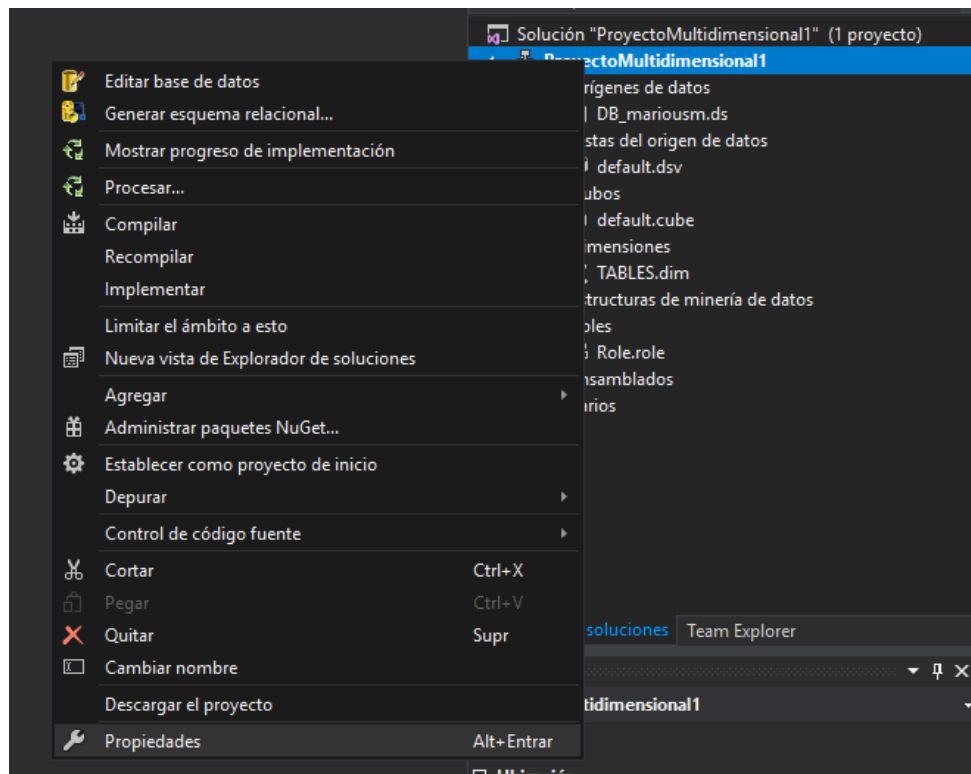 Solución "ProyectoMultidimensional1" (1 proyecto)
ectoMultidimensional1
Editar base de datos
rígenes de datos
Generar esquema relacional...
DB_mariousm.ds
Mostrar progreso de implementación
stas del origen de datos
default.dsv
Procesar...
ubos
Compilar
default.cube
Recompilar
imensiones
TABLES.dim
Implementar
structuras de minería de datos
Limitar el ámbito a esto
oles
Nueva vista de Explorador de soluciones
Role.role
nsamblados
Agregar
arios
Administrar paquetes NuGet...
Establecer como proyecto de inicio
Depurar
Control de código fuente
Cortar Ctrl+X
Pegar Ctrl+V
soluciones Team Explorer
Quitar Supr
Cambiar nombre
Descargar el proyecto
tidimensional1
Propiedades Alt+Entrar